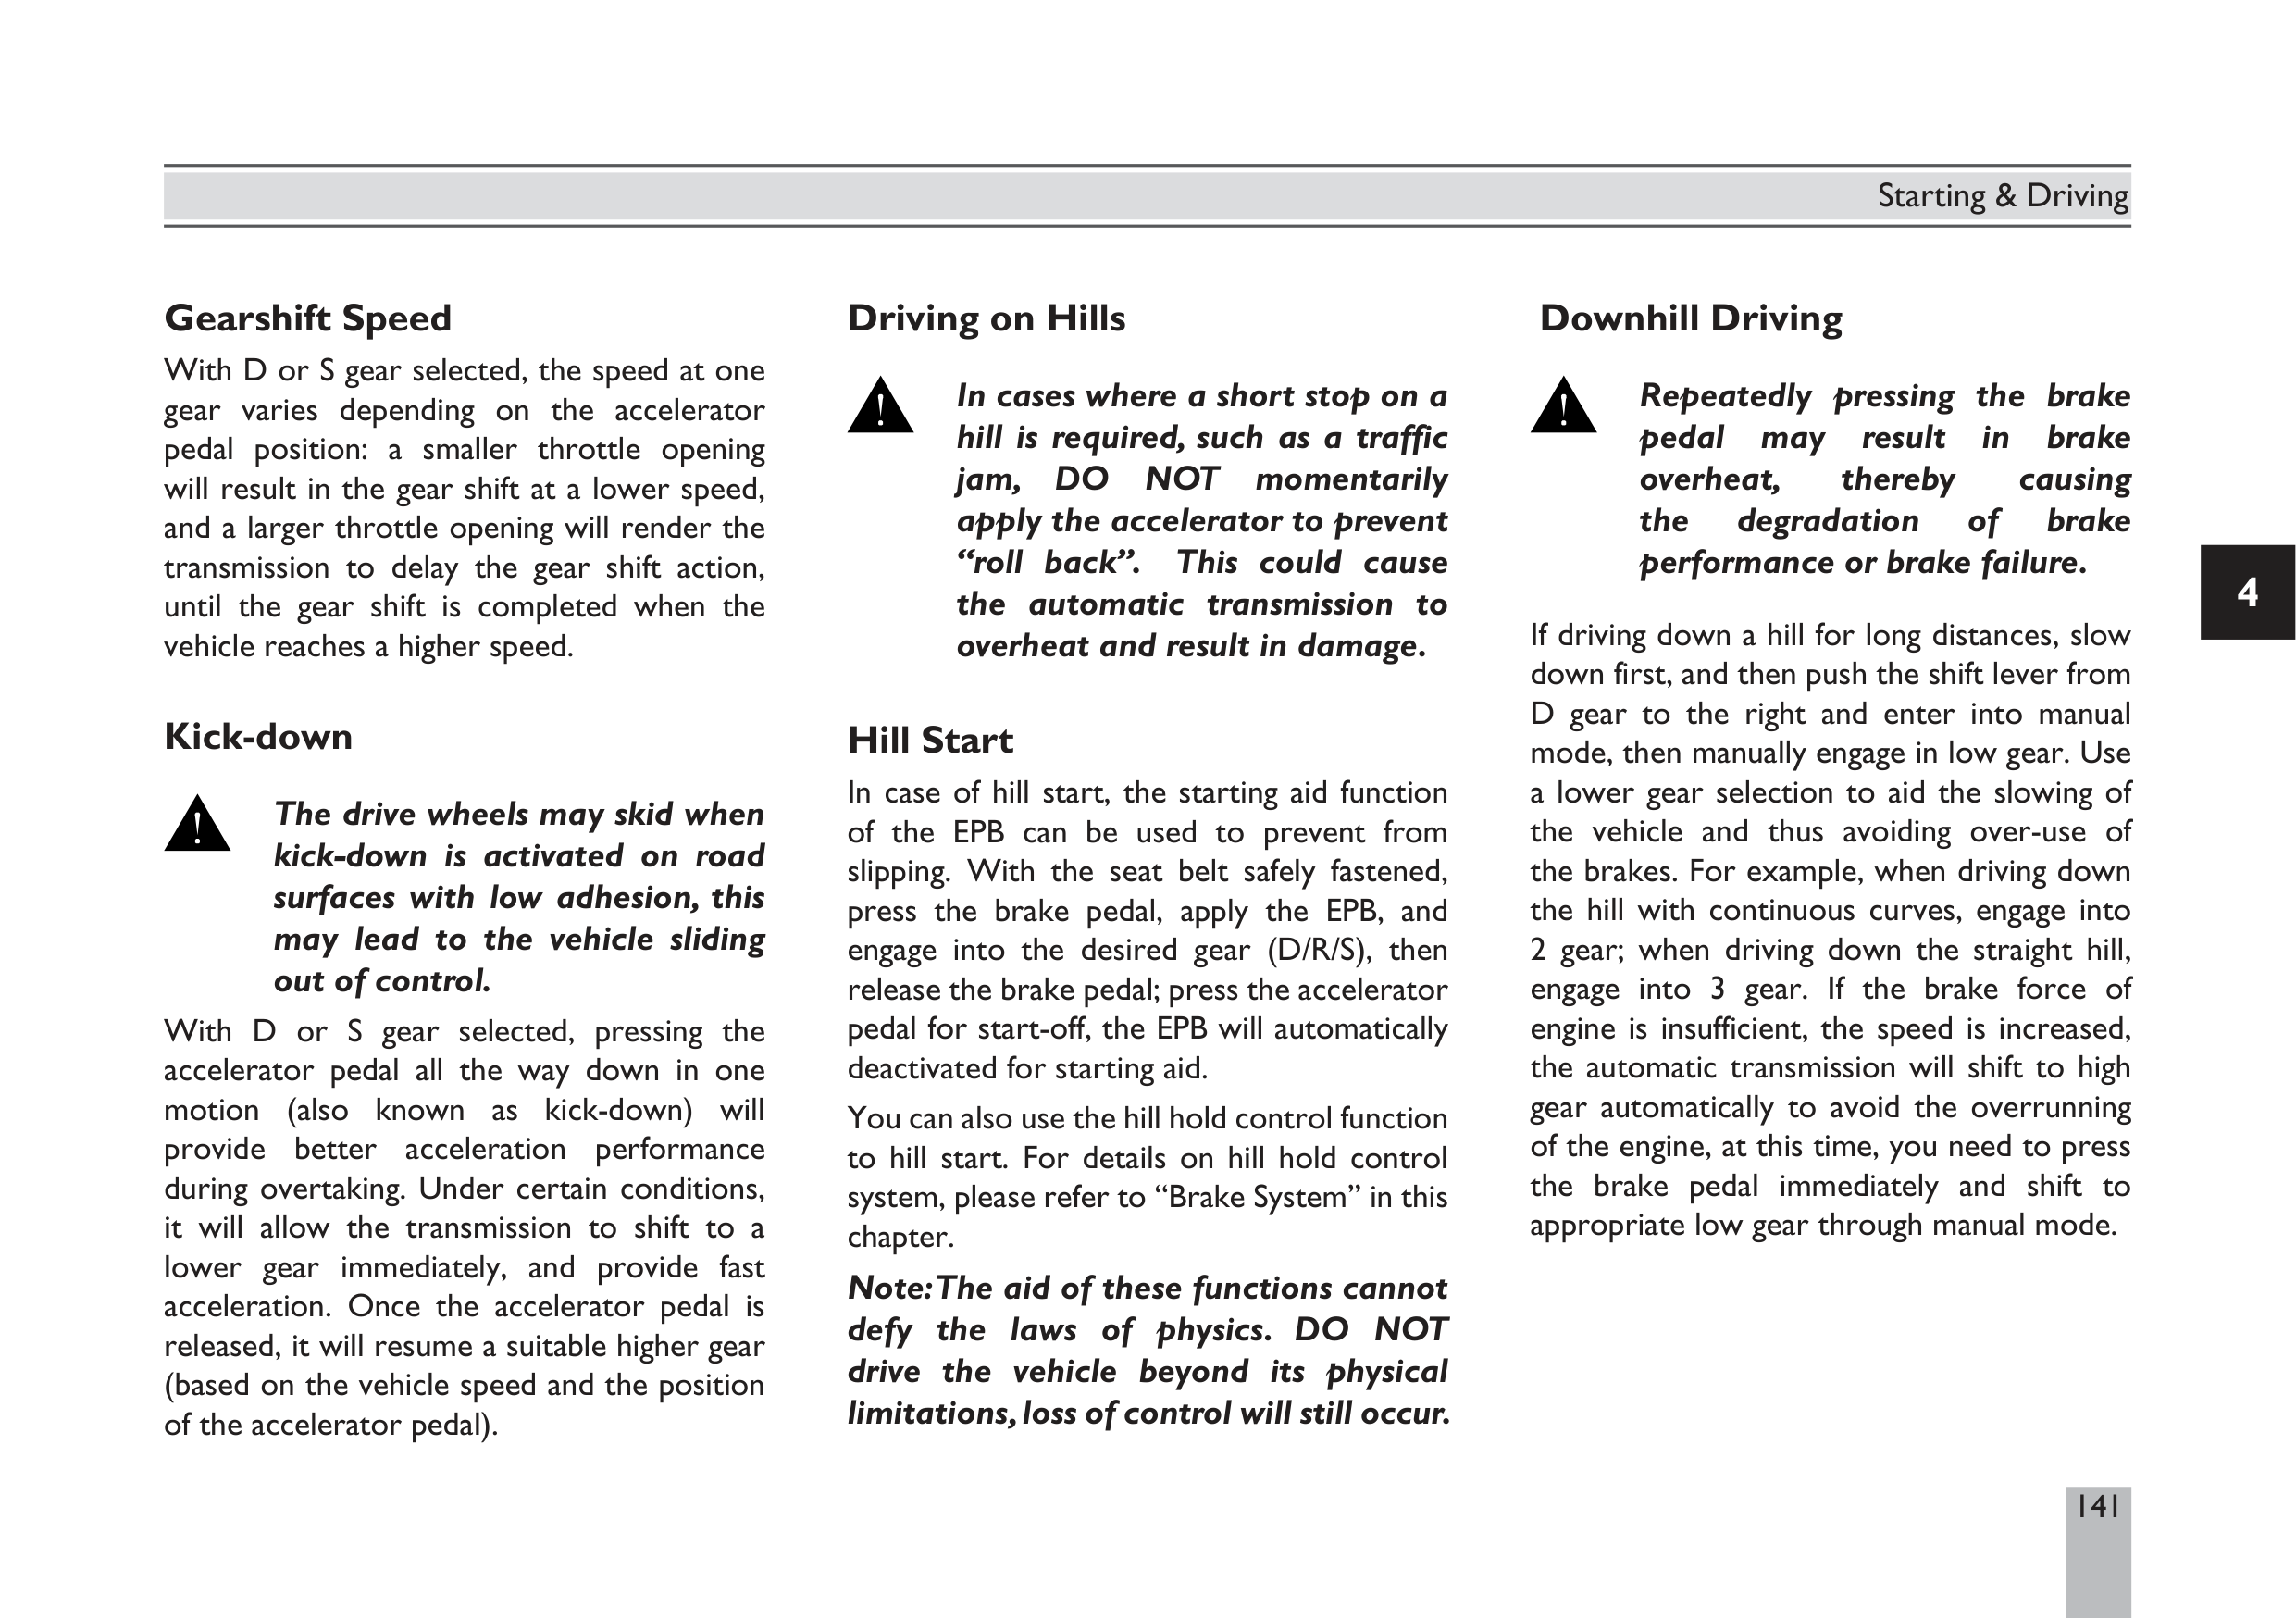 Starting & Driving
Gearshift Speed
With D or S gear selected, the speed at one
gear varies depending on the accelerator
pedal position: a smaller throttle opening
will result in the gear shift at a lower speed,
and a larger throttle opening will render the
transmission to delay the gear shift action,
until the gear shift is completed when the
vehicle reaches a higher speed.
Kick-down
The drive wheels may skid when
kick-down is activated on road
surfaces with low adhesion, this
may lead to the vehicle sliding
out of control.
With D or S gear selected, pressing the
accelerator pedal all the way down in one
motion (also known as kick-down) will
provide better acceleration performance
during overtaking. Under certain conditions,
it will allow the transmission to shift to a
lower gear immediately, and provide fast
acceleration. Once the accelerator pedal is
released, it will resume a suitable higher gear
(based on the vehicle speed and the position
of the accelerator pedal).
Driving on Hills
In cases where a short stop on a
hill is required, such as a traffic
jam, DO NOT momentarily
apply the accelerator to prevent
“roll back”. This could cause
the automatic transmission to
overheat and result in damage.
Hill Start
In case of hill start, the starting aid function
of the EPB can be used to prevent from
slipping. With the seat belt safely fastened,
press the brake pedal, apply the EPB, and
engage into the desired gear (D/R/S), then
release the brake pedal; press the accelerator
pedal for start-off, the EPB will automatically
deactivated for starting aid.
You can also use the hill hold control function
to hill start. For details on hill hold control
system, please refer to “Brake System” in this
chapter.
Note: The aid of these functions cannot
defy the laws of physics. DO NOT
drive the vehicle beyond its physical
limitations, loss of control will still occur.
Downhill Driving
Repeatedly pressing the brake
pedal may result in brake
overheat, thereby causing
the degradation of brake
performance or brake failure.
If driving down a hill for long distances, slow
down first, and then push the shift lever from
D gear to the right and enter into manual
mode, then manually engage in low gear. Use
a lower gear selection to aid the slowing of
the vehicle and thus avoiding over-use of
the brakes. For example, when driving down
the hill with continuous curves, engage into
2 gear; when driving down the straight hill,
engage into 3 gear. If the brake force of
engine is insufficient, the speed is increased,
the automatic transmission will shift to high
gear automatically to avoid the overrunning
of the engine, at this time, you need to press
the brake pedal immediately and shift to
appropriate low gear through manual mode.
4
141